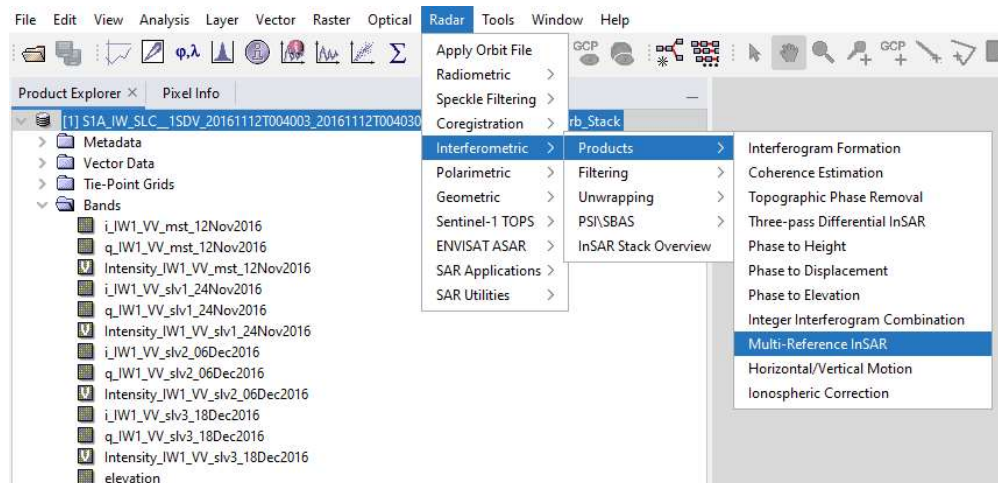 File Edit View Analysis Layer Vector Raster Optical Radar Tools Window Help
φ,λ Σ GCP GCP
Product Explorer × Pixel Info
[1] S1A_IW_SLC__1SDV_20161112T004003_20161112T004030
rb_Stack
Metadata
Vector Data
Tie-Point Grids
Bands
i_IW1_VV_mst_12Nov2016
q_IW1_VV_mst_12Nov2016
Intensity_IW1_VV_mst_12Nov2016
i_IW1_VV_slv1_24Nov2016
q_IW1_VV_slv1_24Nov2016
Intensity_IW1_VV_slv1_24Nov2016
i_IW1_VV_slv2_06Dec2016
q_IW1_VV_slv2_06Dec2016
Intensity_IW1_VV_slv2_06Dec2016
i_IW1_VV_slv3_18Dec2016
q_IW1_VV_slv3_18Dec2016
Intensity_IW1_VV_slv3_18Dec2016
elevation
Apply Orbit File
Radiometric
Speckle Filtering
Coregistration
Interferometric
Polarimetric
Geometric
Sentinel-1 TOPS
ENVISAT ASAR
SAR Applications
SAR Utilities
Products
Filtering
Unwrapping
PSI\SBAS
InSAR Stack Overview
Interferogram Formation
Coherence Estimation
Topographic Phase Removal
Three-pass Differential InSAR
Phase to Height
Phase to Displacement
Phase to Elevation
Integer Interferogram Combination
Multi-Reference InSAR
Horizontal/Vertical Motion
Ionospheric Correction